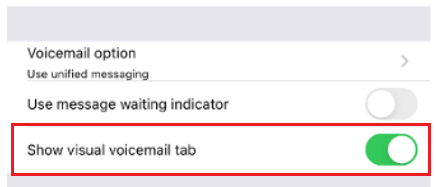 Voicemail option
Use unified messaging
Use message waiting indicator
Show visual voicemail tab